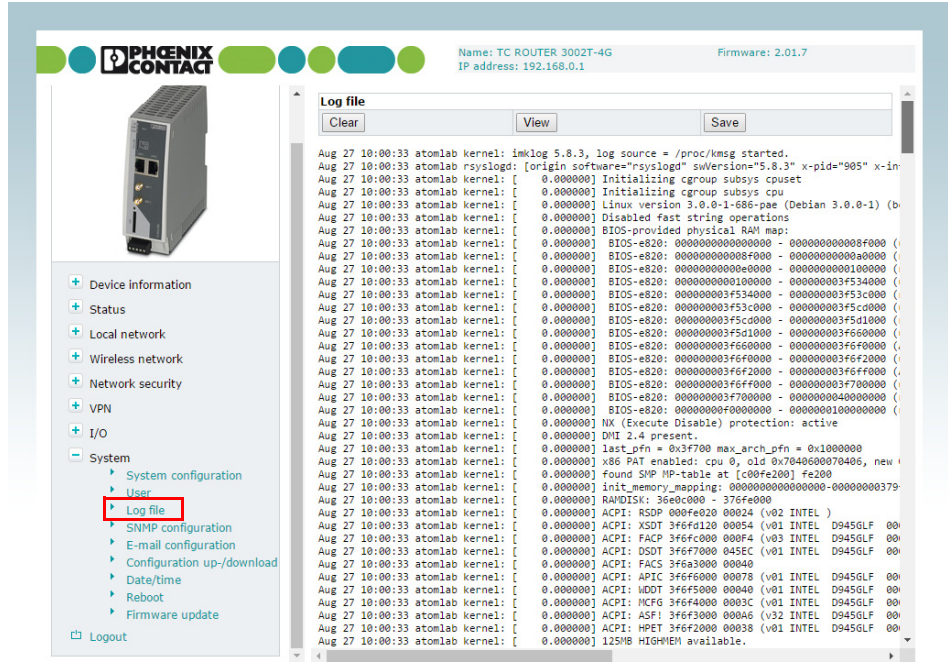 PHŒNIX
CONTACT
Name: TC ROUTER 3002T-4G
Firmware: 2.01.7
IP address: 192.168.0.1
Device information
Status
Local network
Wireless network
Network security
VPN
I/O
System
System configuration
User
Log file
SNMP configuration
E-mail configuration
Configuration up-/download
Date/time
Reboot
Firmware update
Logout
Log file
Clear
View
Save
Aug 27 10:00:33 atomlab kernel: imklog 5.8.3, log source = /proc/kmsg started.
Aug 27 10:00:33 atomlab rsyslogd: [origin software="rsyslogd" swVersion="5.8.3" x-pid="905" x-in
Aug 27 10:00:33 atomlab kernel: [    0.000000] Initializing cgroup subsys cpuset
Aug 27 10:00:33 atomlab kernel: [    0.000000] Initializing cgroup subsys cpu
Aug 27 10:00:33 atomlab kernel: [    0.000000] Linux version 3.0.0-1-686-pae (Debian 3.0.0-1) (b
Aug 27 10:00:33 atomlab kernel: [    0.000000] Disabled fast string operations
Aug 27 10:00:33 atomlab kernel: [    0.000000] BIOS-provided physical RAM map:
Aug 27 10:00:33 atomlab kernel: [    0.000000]  BIOS-e820: 0000000000000000 - 000000000008f000 (
Aug 27 10:00:33 atomlab kernel: [    0.000000]  BIOS-e820: 000000000008f000 - 00000000000a0000 (
Aug 27 10:00:33 atomlab kernel: [    0.000000]  BIOS-e820: 00000000000e0000 - 0000000000100000 (
Aug 27 10:00:33 atomlab kernel: [    0.000000]  BIOS-e820: 0000000000100000 - 000000003f534000 (
Aug 27 10:00:33 atomlab kernel: [    0.000000]  BIOS-e820: 000000003f534000 - 000000003f53c000 (
Aug 27 10:00:33 atomlab kernel: [    0.000000]  BIOS-e820: 000000003f53c000 - 000000003f5cd000 (
Aug 27 10:00:33 atomlab kernel: [    0.000000]  BIOS-e820: 000000003f5cd000 - 000000003f5d1000 (
Aug 27 10:00:33 atomlab kernel: [    0.000000]  BIOS-e820: 000000003f5d1000 - 000000003f660000 (
Aug 27 10:00:33 atomlab kernel: [    0.000000]  BIOS-e820: 000000003f660000 - 000000003f6f0000 (
Aug 27 10:00:33 atomlab kernel: [    0.000000]  BIOS-e820: 000000003f6f0000 - 000000003f6f2000 (
Aug 27 10:00:33 atomlab kernel: [    0.000000]  BIOS-e820: 000000003f6f2000 - 000000003f6ff000 (
Aug 27 10:00:33 atomlab kernel: [    0.000000]  BIOS-e820: 000000003f6ff000 - 000000003f700000 (
Aug 27 10:00:33 atomlab kernel: [    0.000000]  BIOS-e820: 000000003f700000 - 0000000040000000 (
Aug 27 10:00:33 atomlab kernel: [    0.000000]  BIOS-e820: 00000000f0000000 - 0000000100000000 (
Aug 27 10:00:33 atomlab kernel: [    0.000000] NX (Execute Disable) protection: active
Aug 27 10:00:33 atomlab kernel: [    0.000000] DMI 2.4 present.
Aug 27 10:00:33 atomlab kernel: [    0.000000] last_pfn = 0x3f700 max_arch_pfn = 0x1000000
Aug 27 10:00:33 atomlab kernel: [    0.000000] x86 PAT enabled: cpu 0, old 0x7040600070406, new
Aug 27 10:00:33 atomlab kernel: [    0.000000] found SMP MP-table at [c00fe200] fe200
Aug 27 10:00:33 atomlab kernel: [    0.000000] init_memory_mapping: 0000000000000000-00000000379
Aug 27 10:00:33 atomlab kernel: [    0.000000] RAMDISK: 36e0c000 - 376fe000
Aug 27 10:00:33 atomlab kernel: [    0.000000] ACPI: RSDP 000fe020 00024 (v02 INTEL )
Aug 27 10:00:33 atomlab kernel: [    0.000000] ACPI: XSDT 3f6fd120 00054 (v01 INTEL  D945GLF  00
Aug 27 10:00:33 atomlab kernel: [    0.000000] ACPI: FACP 3f6fc000 000F4 (v03 INTEL  D945GLF  00
Aug 27 10:00:33 atomlab kernel: [    0.000000] ACPI: DSDT 3f6f7000 045EC (v01 INTEL  D945GLF  00
Aug 27 10:00:33 atomlab kernel: [    0.000000] ACPI: FACS 3f6a3000 00040
Aug 27 10:00:33 atomlab kernel: [    0.000000] ACPI: APIC 3f6f6000 00078 (v01 INTEL  D945GLF  00
Aug 27 10:00:33 atomlab kernel: [    0.000000] ACPI: WDDT 3f6f5000 00040 (v01 INTEL  D945GLF  00
Aug 27 10:00:33 atomlab kernel: [    0.000000] ACPI: MCFG 3f6f4000 0003C (v01 INTEL  D945GLF  00
Aug 27 10:00:33 atomlab kernel: [    0.000000] ACPI: ASF! 3f6f3000 000A6 (v32 INTEL  D945GLF  00
Aug 27 10:00:33 atomlab kernel: [    0.000000] ACPI: HPET 3f6f2000 00038 (v01 INTEL  D945GLF  00
Aug 27 10:00:33 atomlab kernel: [    0.000000] 125MB HIGHMEM available.